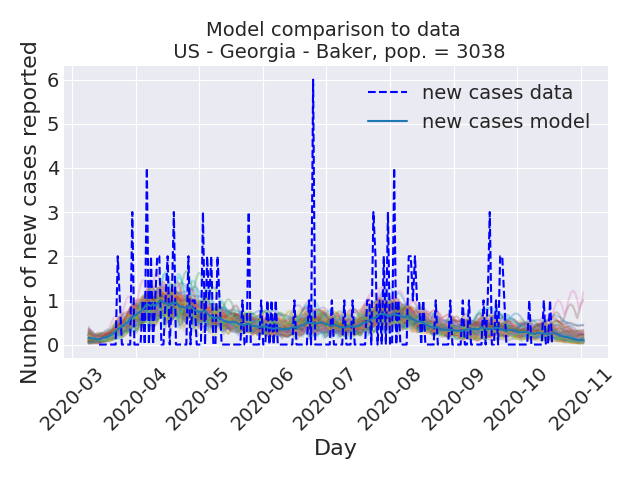 Model comparison to data
US - Georgia - Baker, pop. = 3038
Number of new cases reported
6
5
4
3
2
1
0
new cases data
new cases model
2020-03
2020-04
2020-05
2020-06
2020-07
2020-08
2020-09
2020-10
2020-11
Day